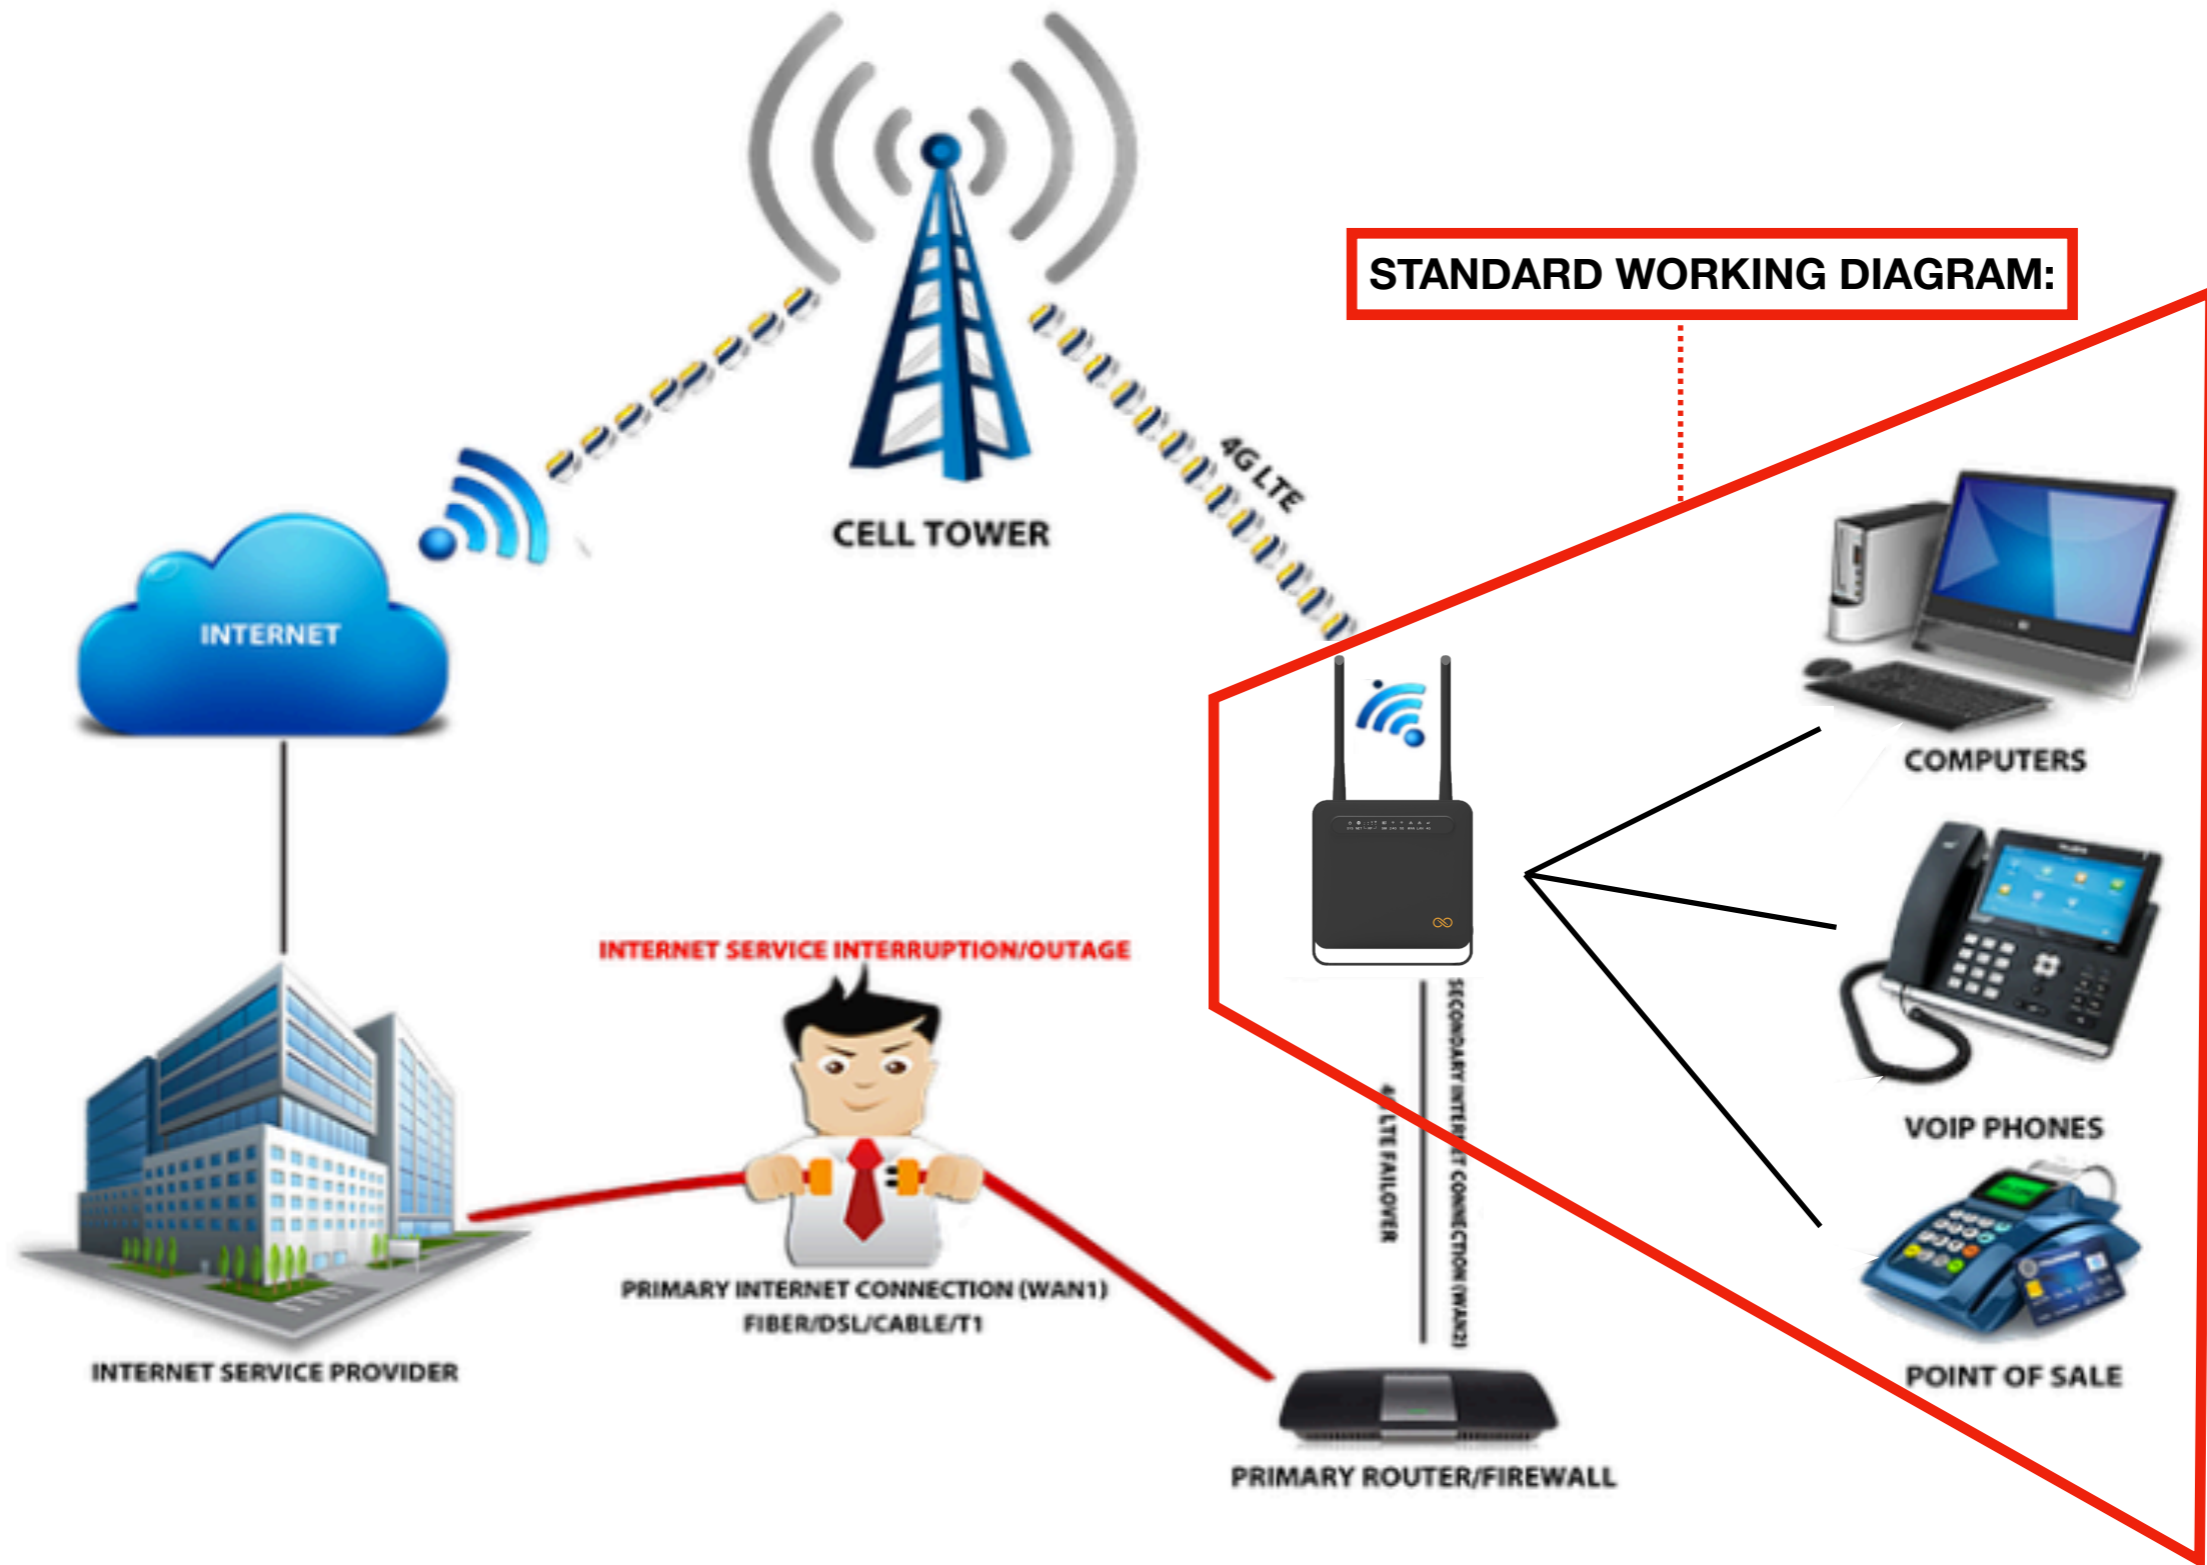 STANDARD WORKING DIAGRAM:
4G LTE
CELL TOWER
INTERNET
COMPUTERS
INTERNET SERVICE INTERRUPTION/OUTAGE
SECONDARY INTERNET CONNECTION (WAN2)
4G LTE FAILOVER
VOIP PHONES
PRIMARY INTERNET CONNECTION (WAN1)
FIBER/DSL/CABLE/T1
INTERNET SERVICE PROVIDER
POINT OF SALE
PRIMARY ROUTER/FIREWALL